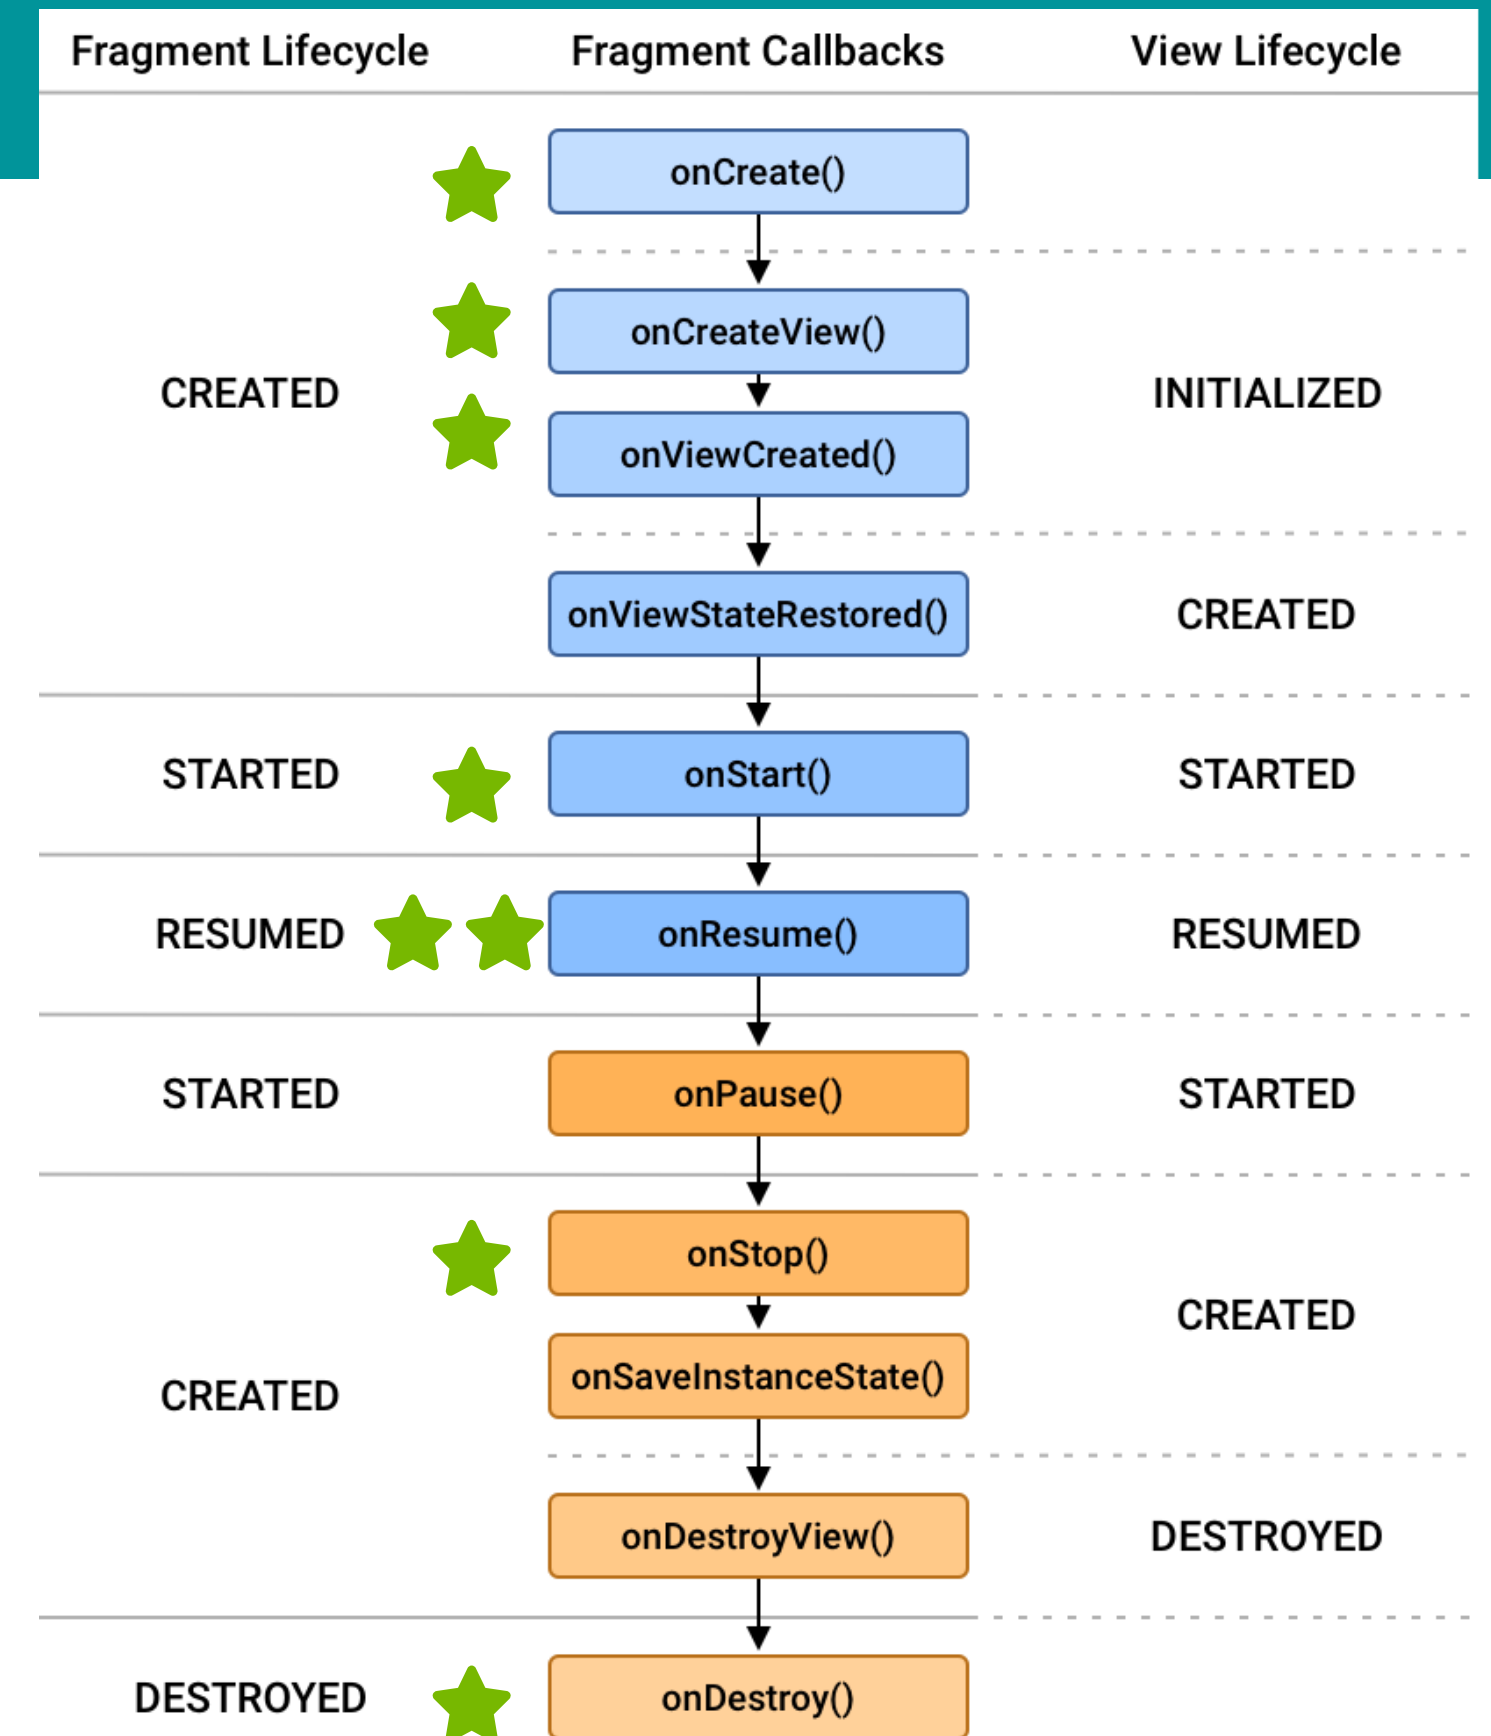 Fragment Lifecycle Fragment Callbacks View Lifecycle
onCreate()
onCreateView()
CREATED INITIALIZED
onViewCreated()
onViewStateRestored() CREATED
STARTED onStart() STARTED
RESUMED onResume() RESUMED
STARTED onPause() STARTED
onStop()
CREATED
onSaveInstanceState()
CREATED
onDestroyView() DESTROYED
DESTROYED onDestroy()